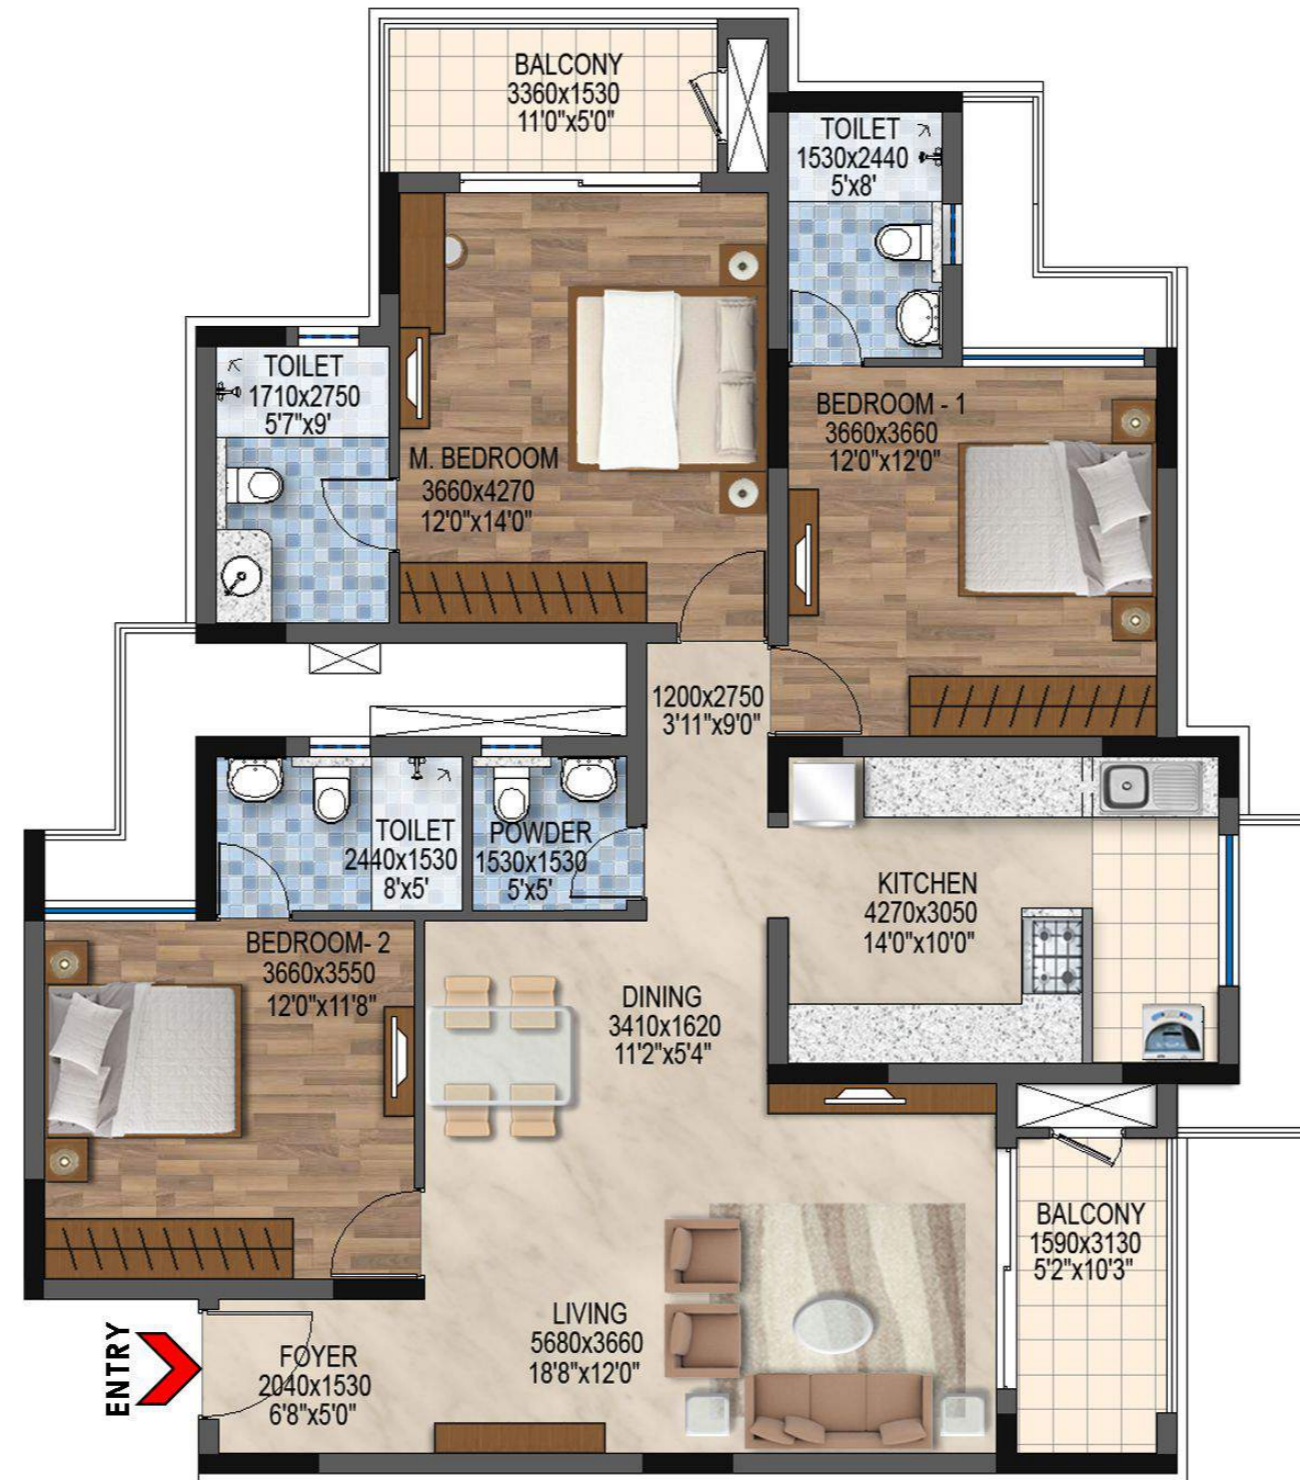 BALCONY
3360x1530
11'0"x5'0"
TOILET
1530x2440
5'x8'
TOILET
1710x2750
5'7"x9'
M. BEDROOM
3660x4270
12'0"x14'0"
BEDROOM - 1
3660x3660
12'0"x12'0"
1200x2750
3'11"x9'0"
TOILET
2440x1530
8'x5'
POWDER
1530x1530
5'x5'
KITCHEN
4270x3050
14'0"x10'0"
BEDROOM- 2
3660x3550
12'0"x11'8"
DINING
3410x1620
11'2"x5'4"
BALCONY
1590x3130
5'2"x10'3"
LIVING
5680x3660
18'8"x12'0"
ENTRY
FOYER
2040x1530
6'8"x5'0"